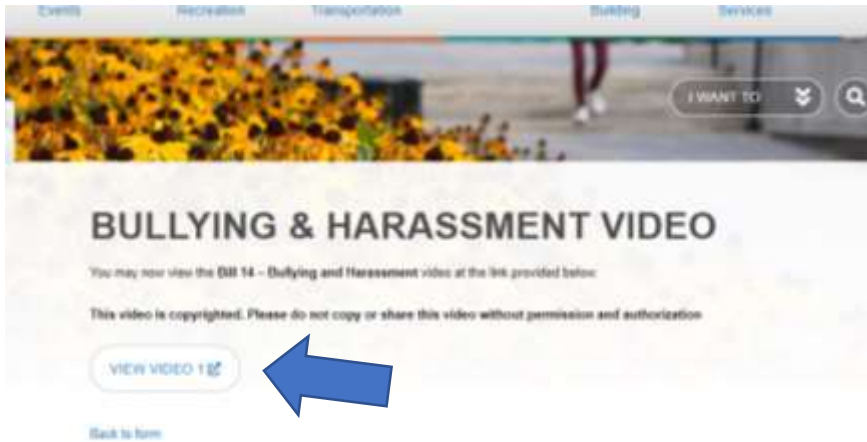 Events Recreation Transportation Building Services
I WANT TO
BULLYING & HARASSMENT VIDEO
You may now view the Bill 14 – Bullying and Harassment video at the link provided below:
This video is copyrighted. Please do not copy or share this video without permission and authorization
VIEW VIDEO 1
Back to form